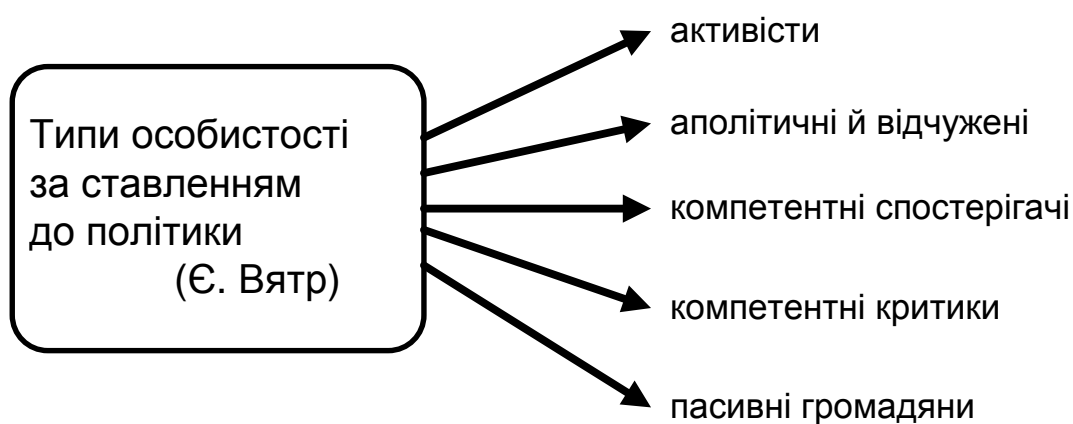 Типи особистості
за ставленням
до політики
(Є. Вятр)
активісти
аполітичні й відчужені
компетентні спостерігачі
компетентні критики
пасивні громадяни